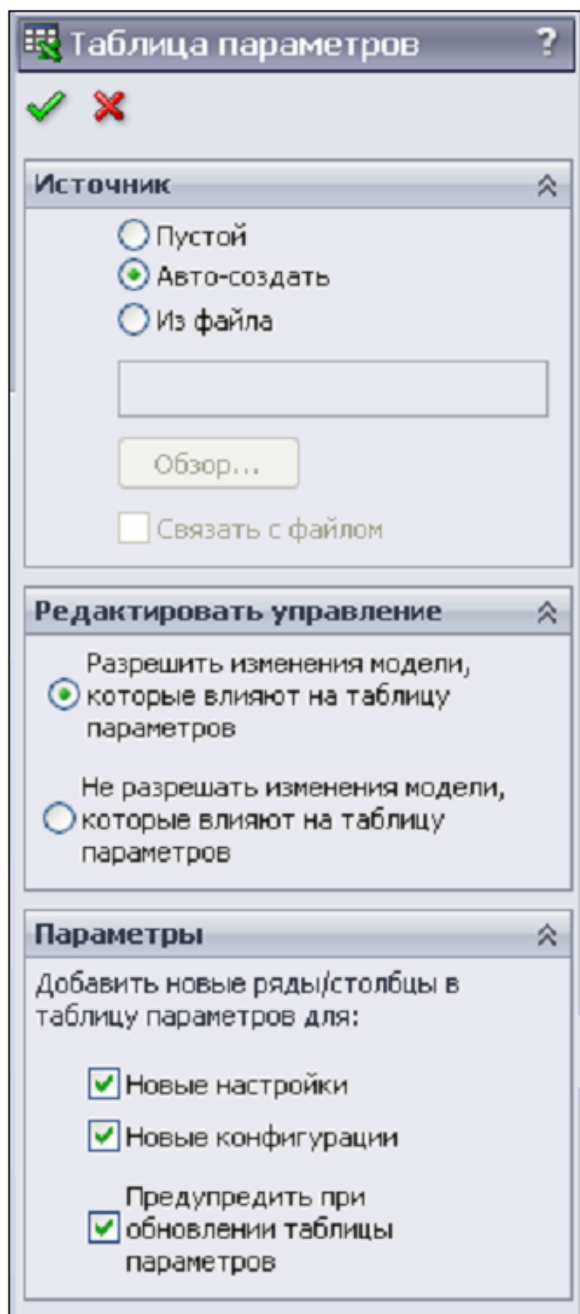 Таблица параметров ?
Источник
Пустой
Авто-создать
Из файла
Обзор...
Связать с файлом
Редактировать управление
Разрешить изменения модели,
которые влияют на таблицу
параметров
Не разрешать изменения модели,
которые влияют на таблицу
параметров
Параметры
Добавить новые ряды/столбцы в
таблицу параметров для:
Новые настройки
Новые конфигурации
Предупредить при
обновлении таблицы
параметров